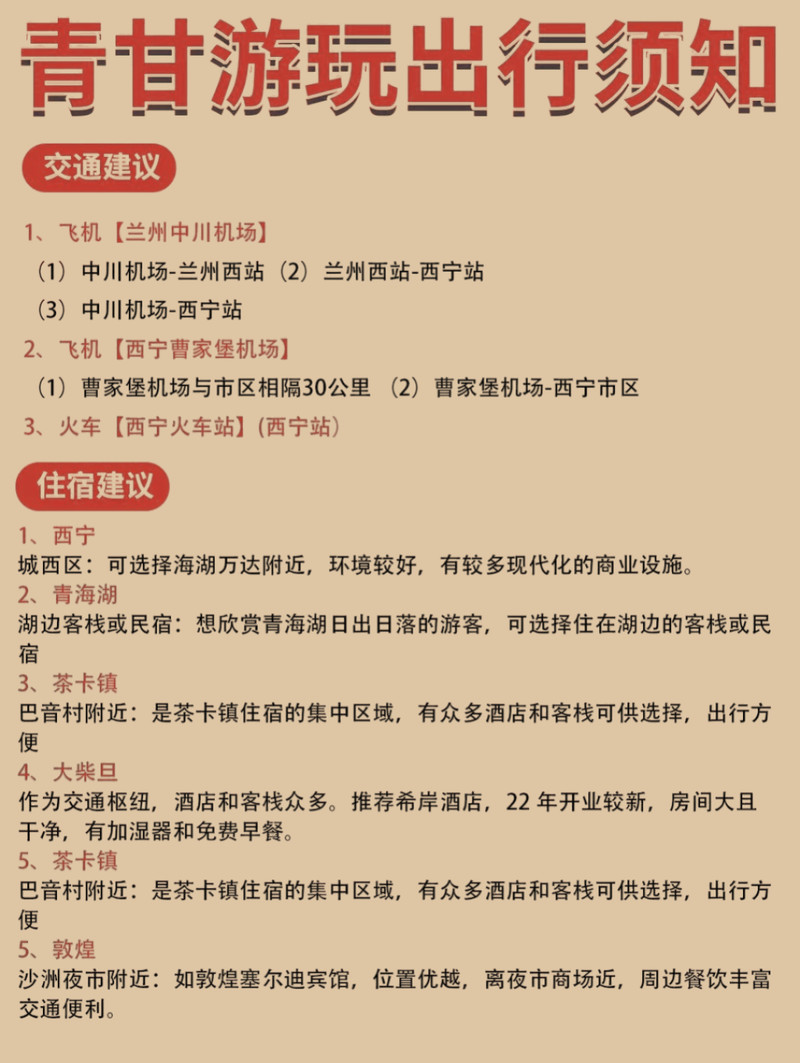 青甘游玩出行须知
交通建议
1、飞机【兰州中川机场】
（1）中川机场-兰州西站（2）兰州西站-西宁站
（3）中川机场-西宁站
2、飞机【西宁曹家堡机场】
（1）曹家堡机场与市区相隔30公里 （2）曹家堡机场-西宁市区
3、火车【西宁火车站】(西宁站）
住宿建议
1、西宁
城西区：可选择海湖万达附近，环境较好，有较多现代化的商业设施。
2、青海湖
湖边客栈或民宿：想欣赏青海湖日出日落的游客，可选择住在湖边的客栈或民
宿
3、茶卡镇
巴音村附近：是茶卡镇住宿的集中区域，有众多酒店和客栈可供选择，出行方
便
4、大柴旦
作为交通枢纽，酒店和客栈众多。推荐希岸酒店，22 年开业较新，房间大且
干净，有加湿器和免费早餐。
5、茶卡镇
巴音村附近：是茶卡镇住宿的集中区域，有众多酒店和客栈可供选择，出行方
便
5、敦煌
沙洲夜市附近：如敦煌塞尔迪宾馆，位置优越，离夜市商场近，周边餐饮丰富
交通便利。